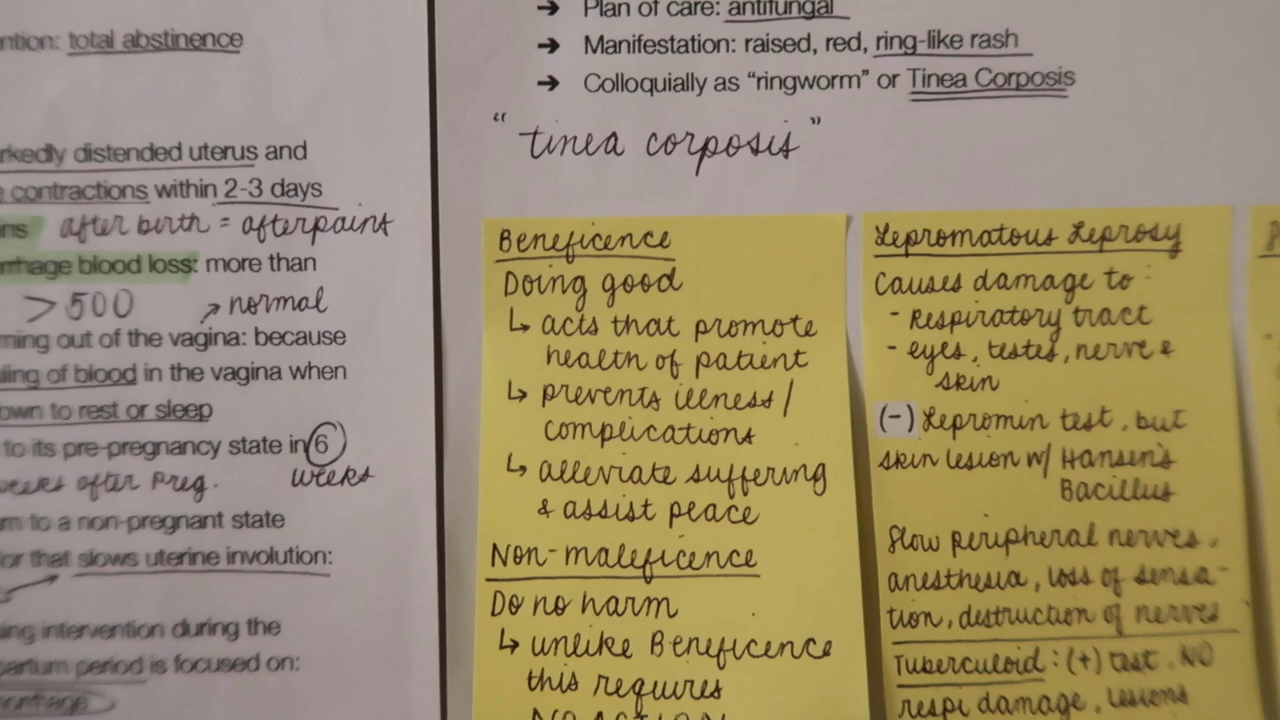 ntion: total abstinence
rkedly distended uterus and
contractions within 2-3 days
ins after birth = afterpains
rrhage blood loss: more than
>500 → normal
ming out of the vagina: because
ling of blood in the vagina when
own to rest or sleep
to its pre-pregnancy state in 6
weeks after preg. weeks
rn to a non-pregnant state
or that slows uterine involution:
ing intervention during the
partum period is focused on:
→ Plan of care: antifungal
→ Manifestation: raised, red, ring-like rash
→ Colloquially as “ringworm” or Tinea Corposis
“tinea corposis”
Beneficence
Doing good
↳ acts that promote
health of patient
↳ prevents illness/
complications
↳ alleviate suffering
& assist peace
Non-maleficence
Do no harm
↳ unlike Beneficence
this requires
NO ACTION
Lepromatous Leprosy
Causes damage to:
- Respiratory tract
- eyes, testes, nerve &
skin
(-) Lepromin test, but
skin lesion w/ Hansen's
Bacillus
Slow peripheral nerves,
anesthesia, loss of sensa-
tion, destruction of nerves
Tuberculoid: (+) test, NO
respi damage, lesions